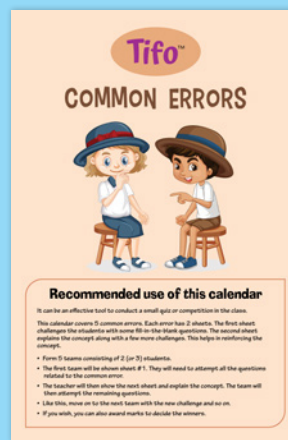 Tifo™
COMMON ERRORS
Recommended use of this calendar
It can be an effective tool to conduct a small quiz or competition in the class.
This calendar covers 5 common errors. Each error has 2 sheets. The first sheet
challenges the students with some fill-in-the-blank questions. The second sheet
explains the concept along with a few more challenges. This helps in reinforcing the
concept.
• Form 5 teams consisting of 2 (or 3) students.
• The first team will be shown sheet #1. They will need to attempt all the questions
related to the common error.
• The teacher will then show the next sheet and explain the concept. The team will
then attempt the remaining questions.
• Like this, move on to the next team with the new challenge and so on.
• If you wish, you can also award marks to decide the winners.